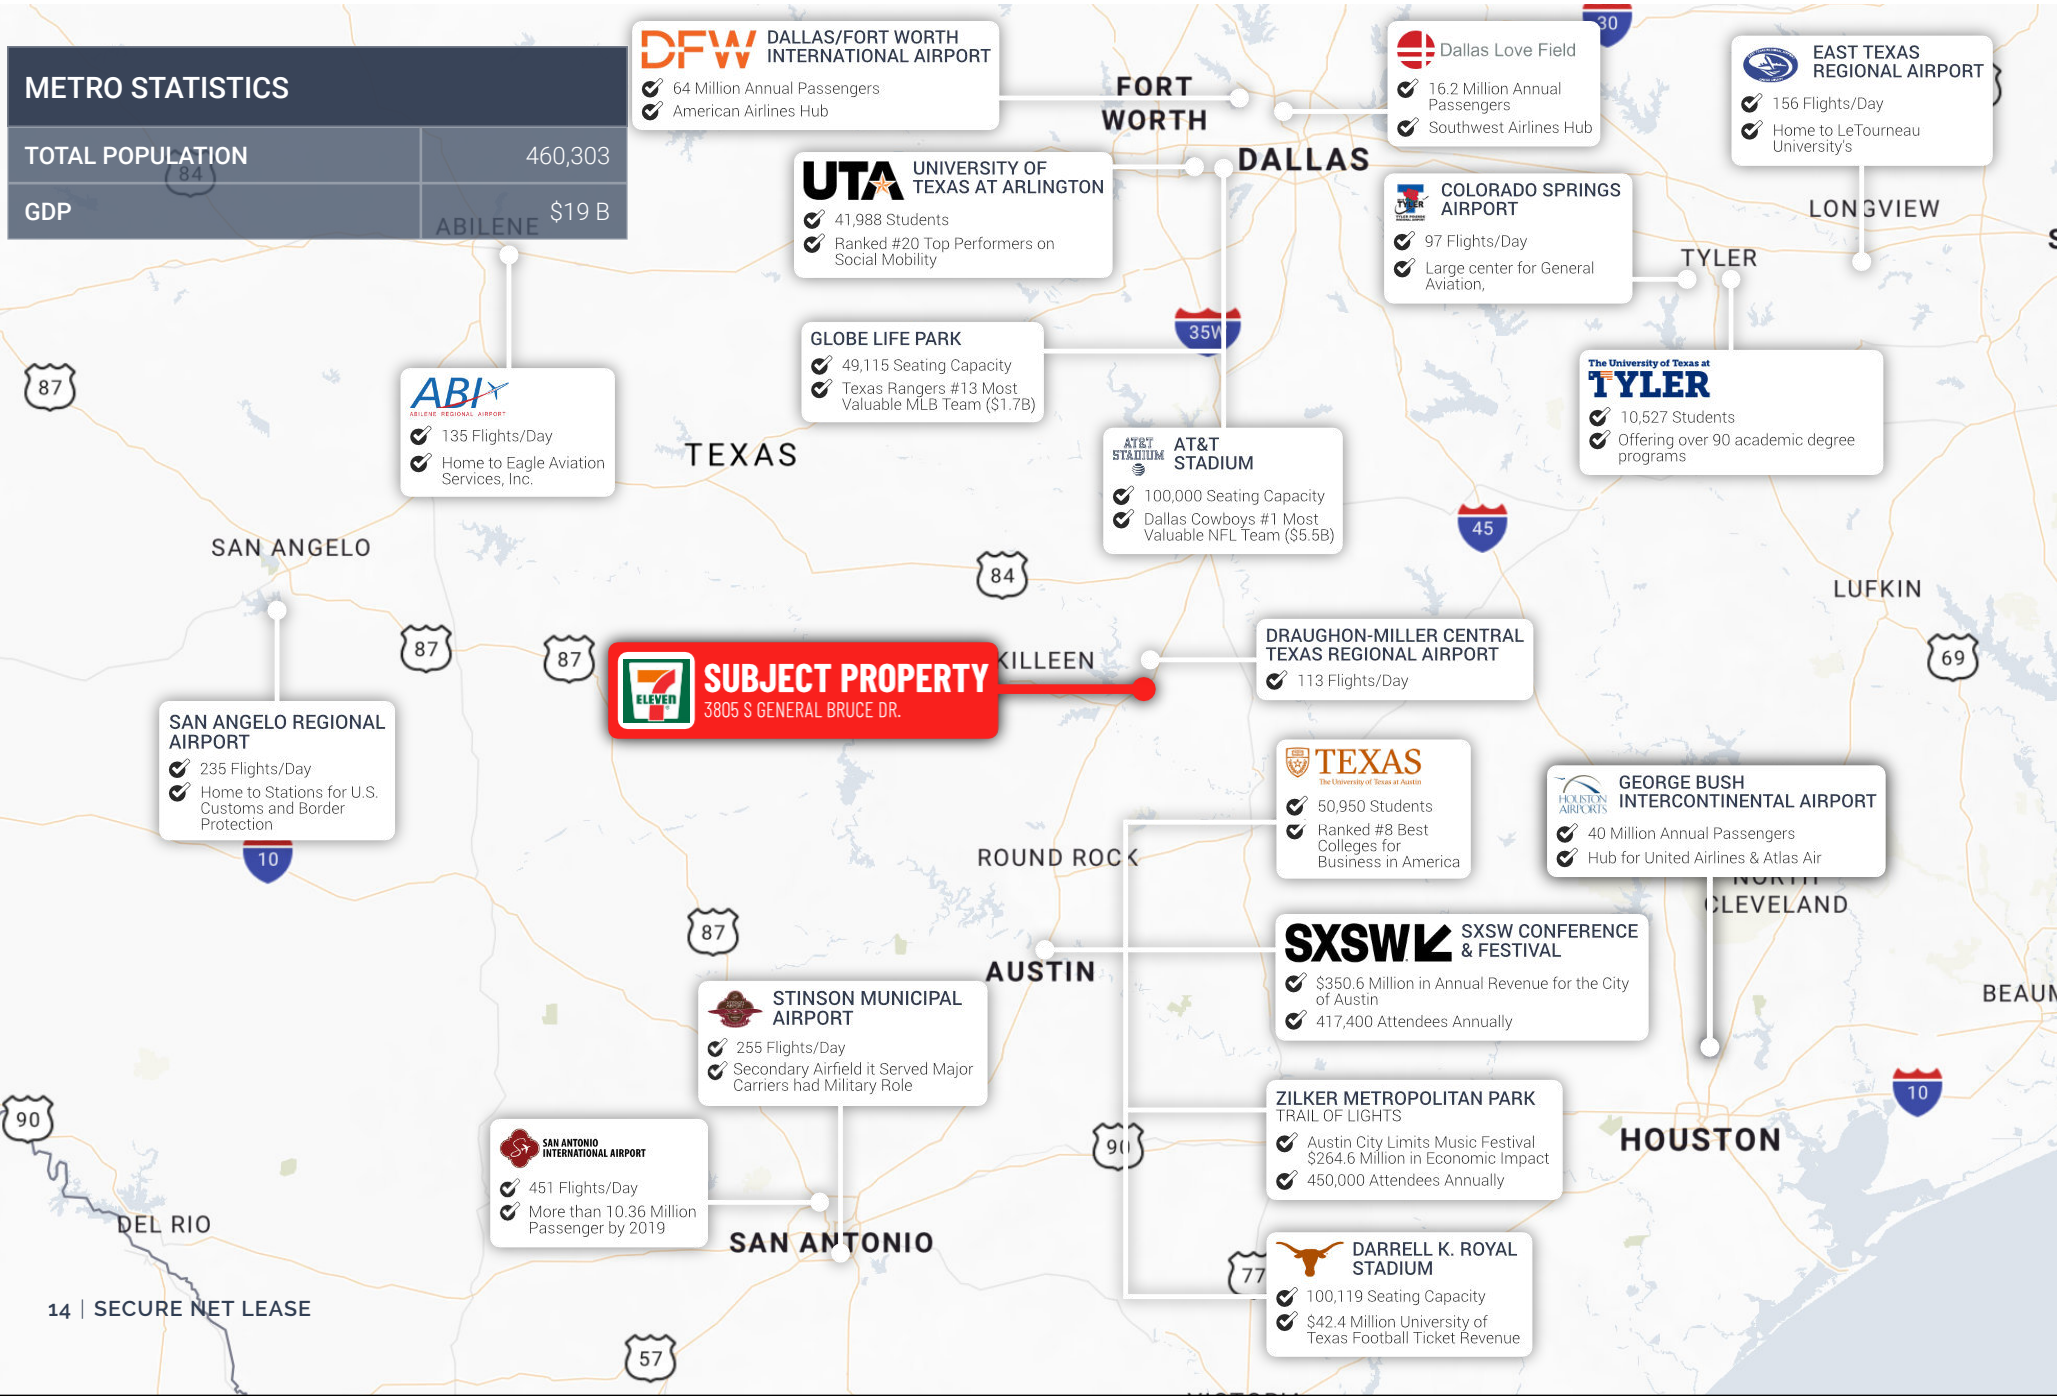 METRO STATISTICS
TOTAL POPULATION 460,303
GDP $19 B
84
ABILENE
DFW DALLAS/FORT WORTH
INTERNATIONAL AIRPORT
64 Million Annual Passengers
American Airlines Hub
FORT
WORTH
DALLAS
Dallas Love Field
16.2 Million Annual
Passengers
Southwest Airlines Hub
30
EAST TEXAS
REGIONAL AIRPORT
156 Flights/Day
Home to LeTourneau
University's
LONGVIEW
UTA UNIVERSITY OF
TEXAS AT ARLINGTON
41,988 Students
Ranked #20 Top Performers on
Social Mobility
TYLER
COLORADO SPRINGS
AIRPORT
97 Flights/Day
Large center for General
Aviation,
TYLER
GLOBE LIFE PARK
49,115 Seating Capacity
Texas Rangers #13 Most
Valuable MLB Team ($1.7B)
35W
The University of Texas at
TYLER
10,527 Students
Offering over 90 academic degree
programs
87
ABI
ABILENE REGIONAL AIRPORT
135 Flights/Day
Home to Eagle Aviation
Services, Inc.
TEXAS
AT&T
STADIUM
AT&T
STADIUM
100,000 Seating Capacity
Dallas Cowboys #1 Most
Valuable NFL Team ($5.5B)
45
SAN ANGELO
84
LUFKIN
87
87
69
7
ELEVEN
SUBJECT PROPERTY
3805 S GENERAL BRUCE DR.
KILLEEN
DRAUGHON-MILLER CENTRAL
TEXAS REGIONAL AIRPORT
113 Flights/Day
SAN ANGELO REGIONAL
AIRPORT
235 Flights/Day
Home to Stations for U.S.
Customs and Border
Protection
10
TEXAS
The University of Texas at Austin
50,950 Students
Ranked #8 Best
Colleges for
Business in America
HOUSTON
AIRPORTS
GEORGE BUSH
INTERCONTINENTAL AIRPORT
40 Million Annual Passengers
Hub for United Airlines & Atlas Air
NORTH
CLEVELAND
ROUND ROCK
87
AUSTIN
SXSW SXSW CONFERENCE
& FESTIVAL
$350.6 Million in Annual Revenue for the City
of Austin
417,400 Attendees Annually
BEAUM
STINSON MUNICIPAL
AIRPORT
255 Flights/Day
Secondary Airfield it Served Major
Carriers had Military Role
90
ZILKER METROPOLITAN PARK
TRAIL OF LIGHTS
Austin City Limits Music Festival
$264.6 Million in Economic Impact
450,000 Attendees Annually
10
HOUSTON
90
SAN ANTONIO
INTERNATIONAL AIRPORT
451 Flights/Day
More than 10.36 Million
Passenger by 2019
DEL RIO
SAN ANTONIO
77
DARRELL K. ROYAL
STADIUM
100,119 Seating Capacity
$42.4 Million University of
Texas Football Ticket Revenue
14 | SECURE NET LEASE
57